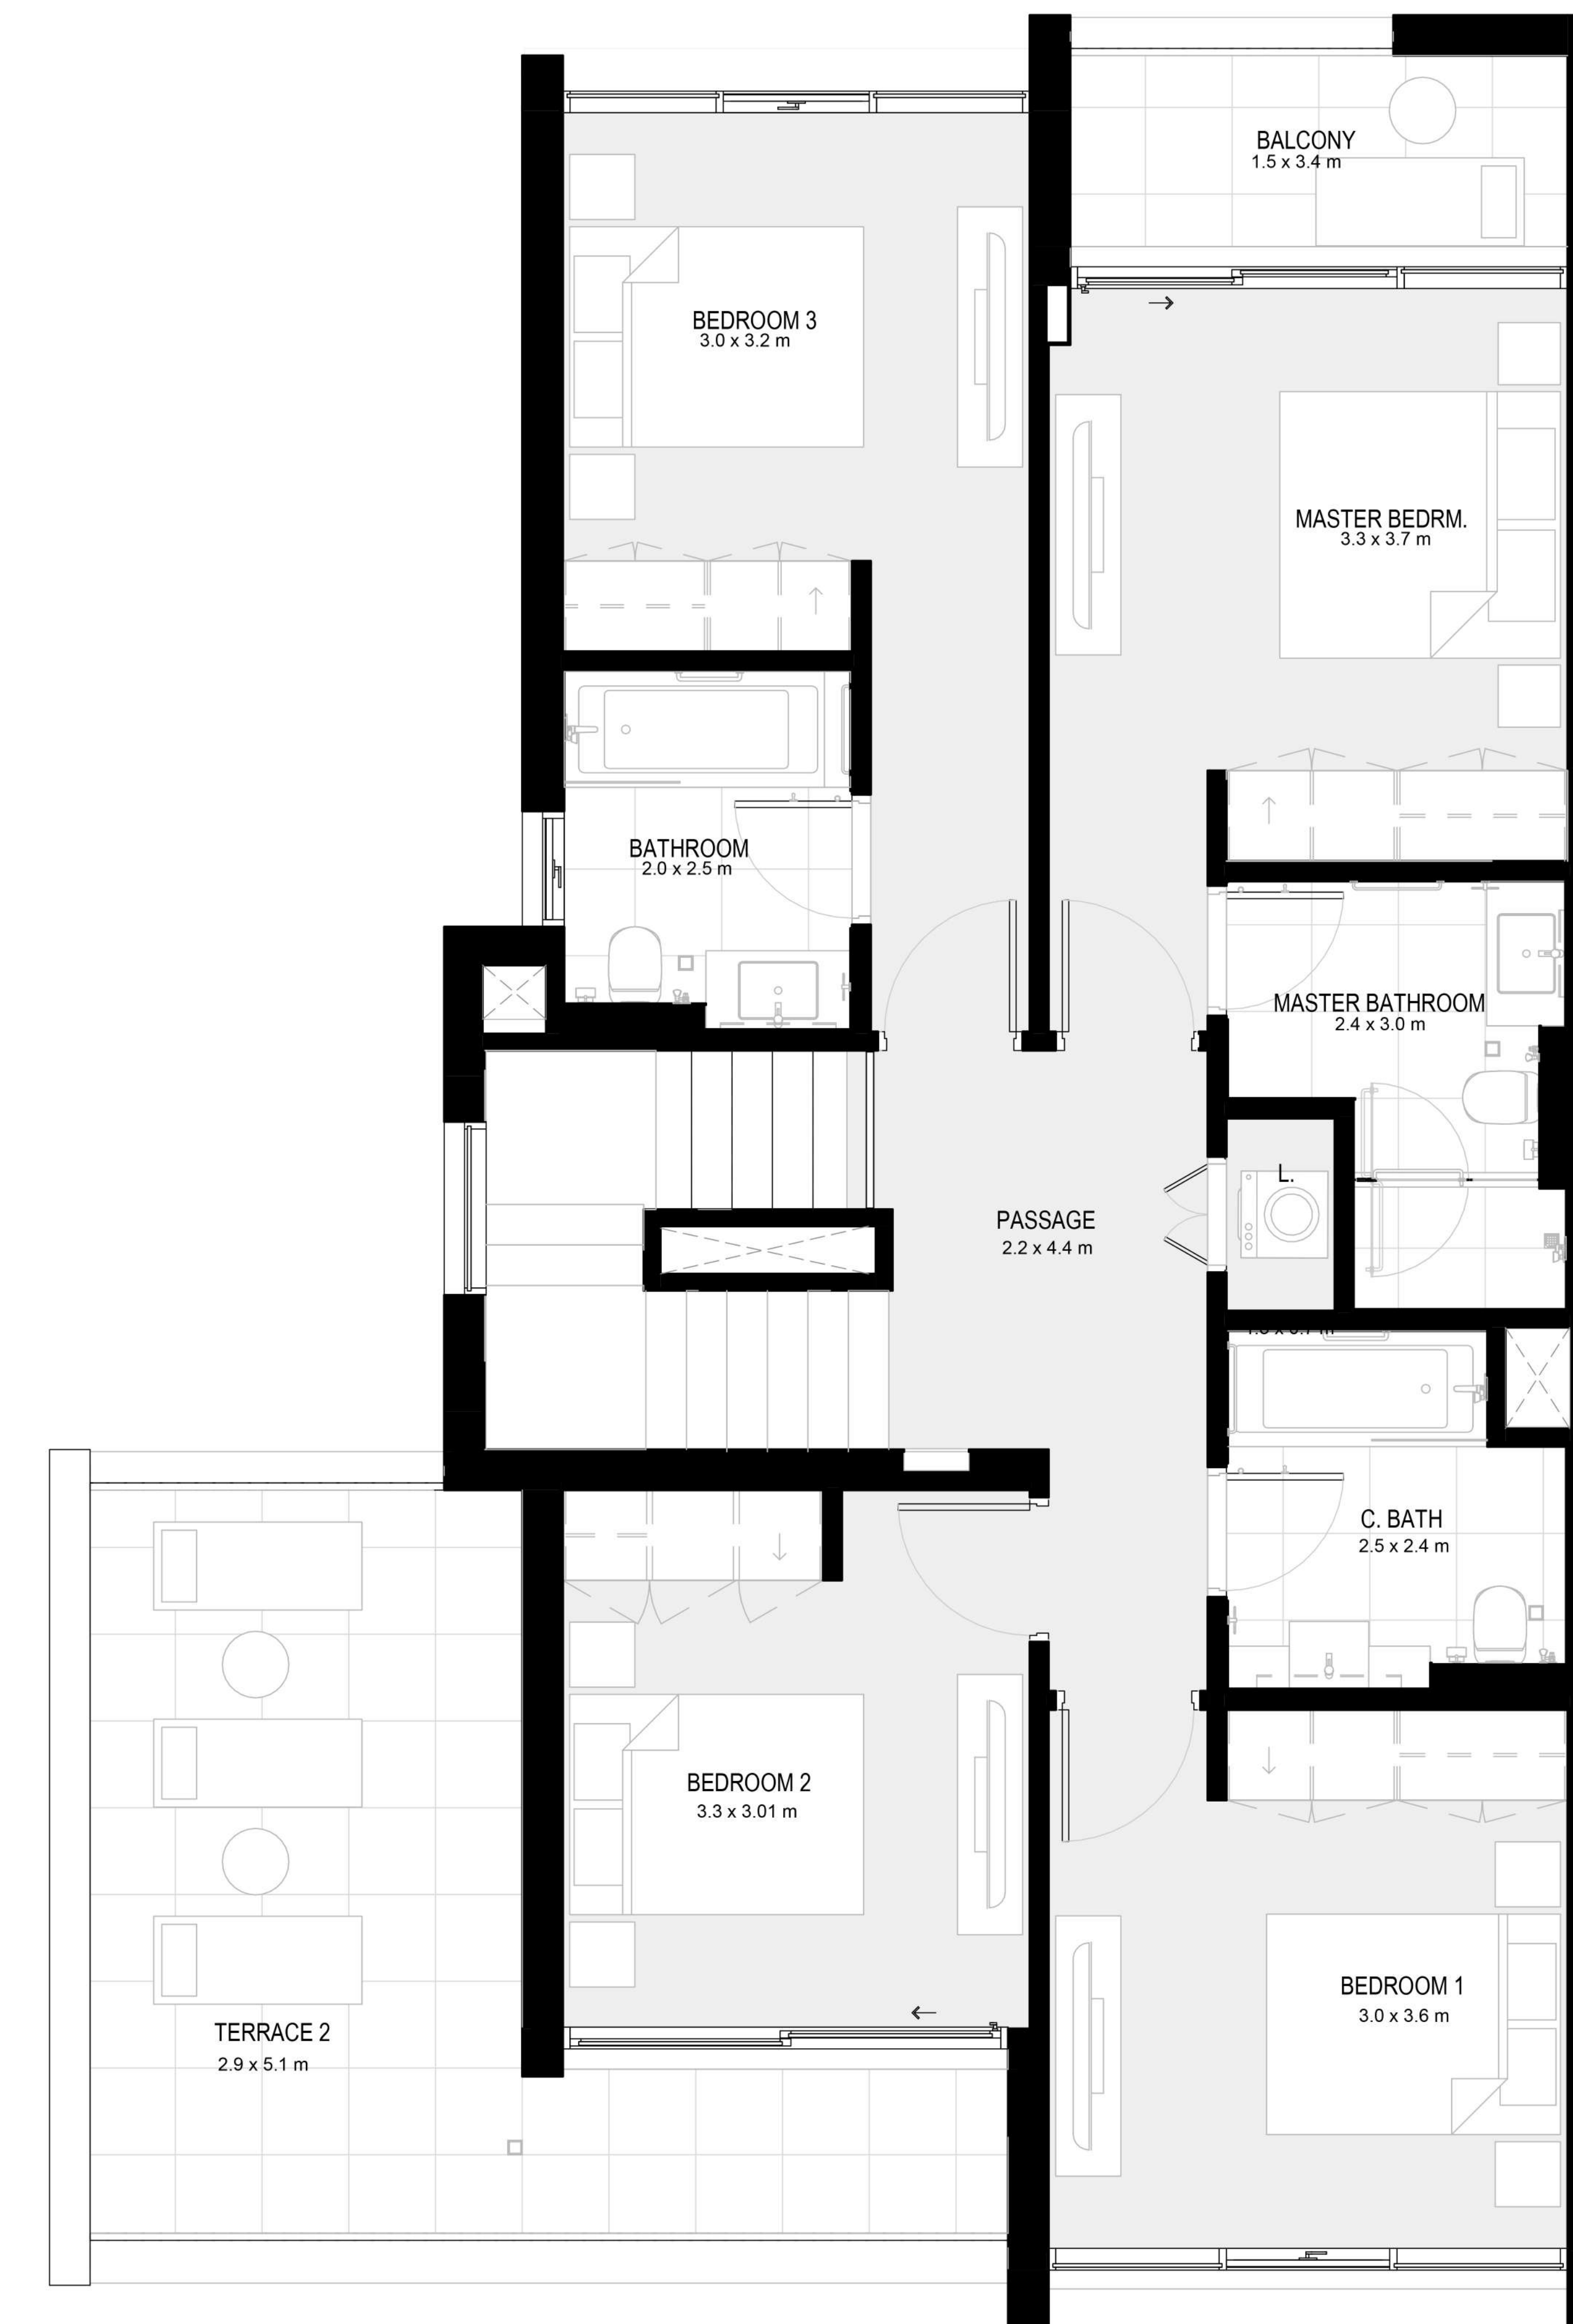 BALCONY
1.5 x 3.4 m
BEDROOM 3
3.0 x 3.2 m
MASTER BEDRM.
3.3 x 3.7 m
BATHROOM
2.0 x 2.5 m
MASTER BATHROOM
2.4 x 3.0 m
L.
PASSAGE
2.2 x 4.4 m
C. BATH
2.5 x 2.4 m
BEDROOM 2
3.3 x 3.01 m
BEDROOM 1
3.0 x 3.6 m
TERRACE 2
2.9 x 5.1 m